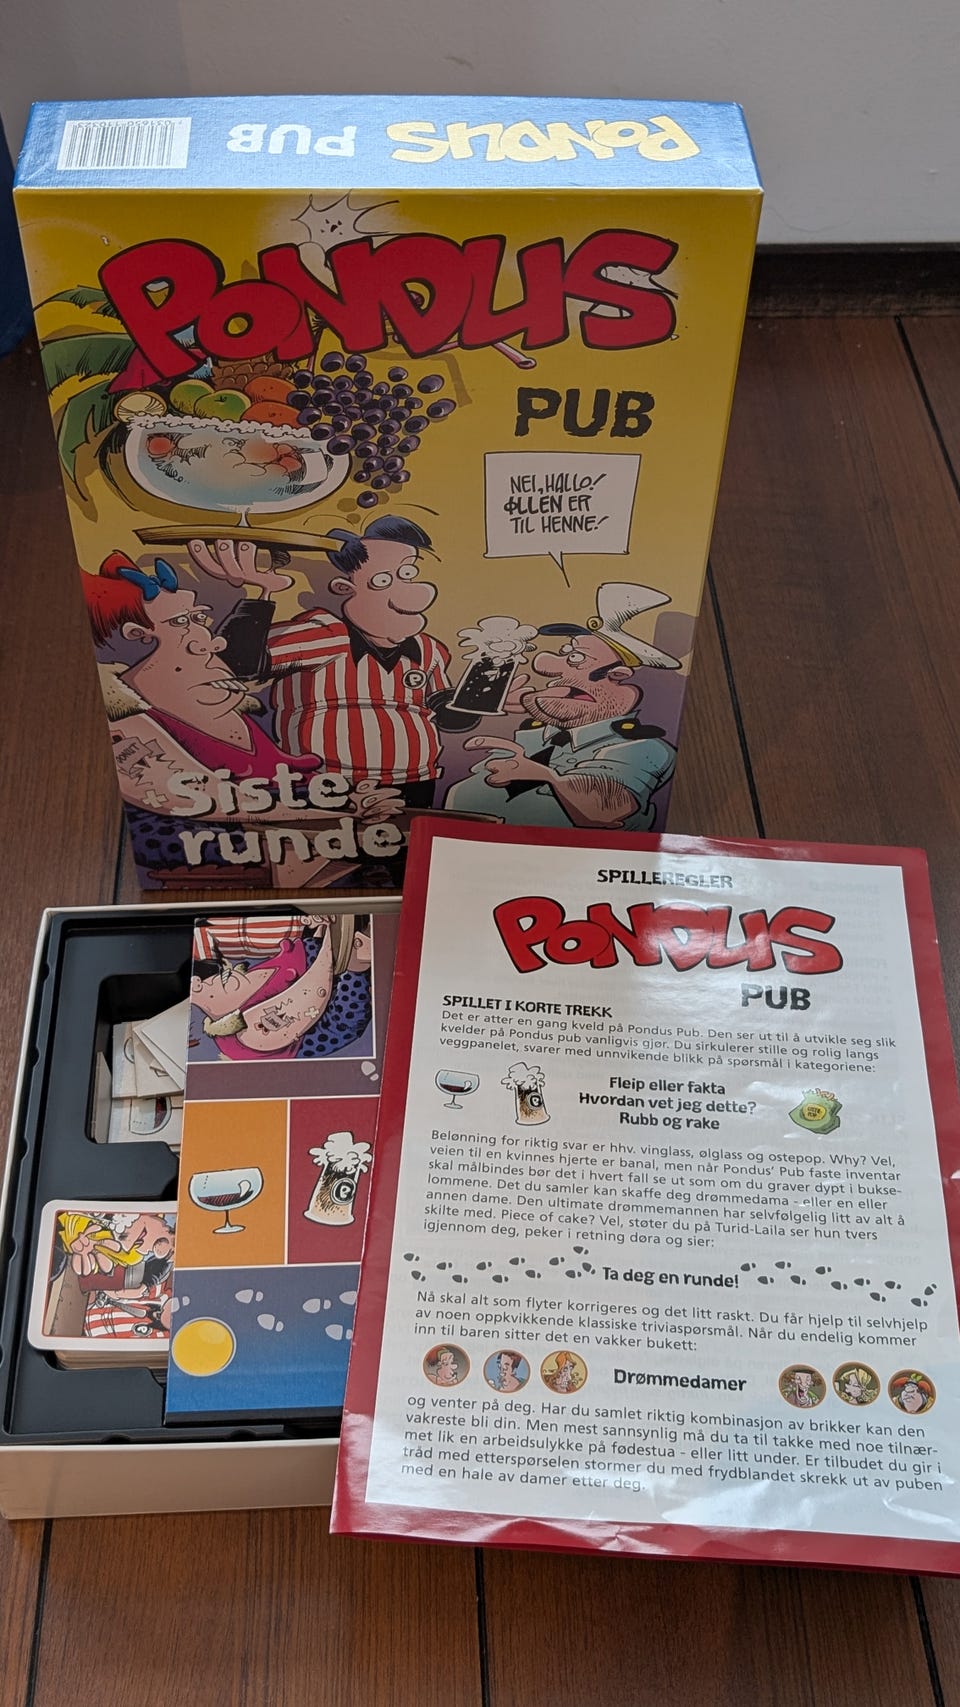 PONDUS PUB
PONDUS
PUB
NEI, HALLO!
ØLLEN ER
TIL HENNE!
P
Siste
runde
SPILLEREGLER
PONDUS
PUB
SPILLET I KORTE TREKK
Det er atter en gang kveld på Pondus Pub. Den ser ut til å utvikle seg slik
kvelder på Pondus pub vanligvis gjør. Du sirkulerer stille og rolig langs
veggpanelet, svarer med unnvikende blikk på spørsmål i kategoriene:
Fleip eller fakta
Hvordan vet jeg dette?
Rubb og rake
Belønning for riktig svar er hhv. vinglass, ølglass og ostepop. Why? Vel,
veien til en kvinnes hjerte er banal, men når Pondus' Pub faste inventar
skal målbindes bør det i hvert fall se ut som om du graver dypt i bukse-
lommene. Det du samler kan skaffe deg drømmedama - eller en eller
annen dame. Den ultimate drømmemannen har selvfølgelig litt av alt å
skilte med. Piece of cake? Vel, støter du på Turid-Laila ser hun tvers
igjennom deg, peker i retning døra og sier:
Ta deg en runde!
Nå skal alt som flyter korrigeres og det litt raskt. Du får hjelp til selvhjelp
av noen oppkvikkende klassiske triviaspørsmål. Når du endelig kommer
inn til baren sitter det en vakker bukett:
Drømmedamer
og venter på deg. Har du samlet riktig kombinasjon av brikker kan den
vakreste bli din. Men mest sannsynlig må du ta til takke med noe tilnær-
met lik en arbeidsulykke på fødestua - eller litt under. Er tilbudet du gir i
tråd med etterspørselen stormer du med frydblandet skrekk ut av puben
med en hale av damer etter deg.